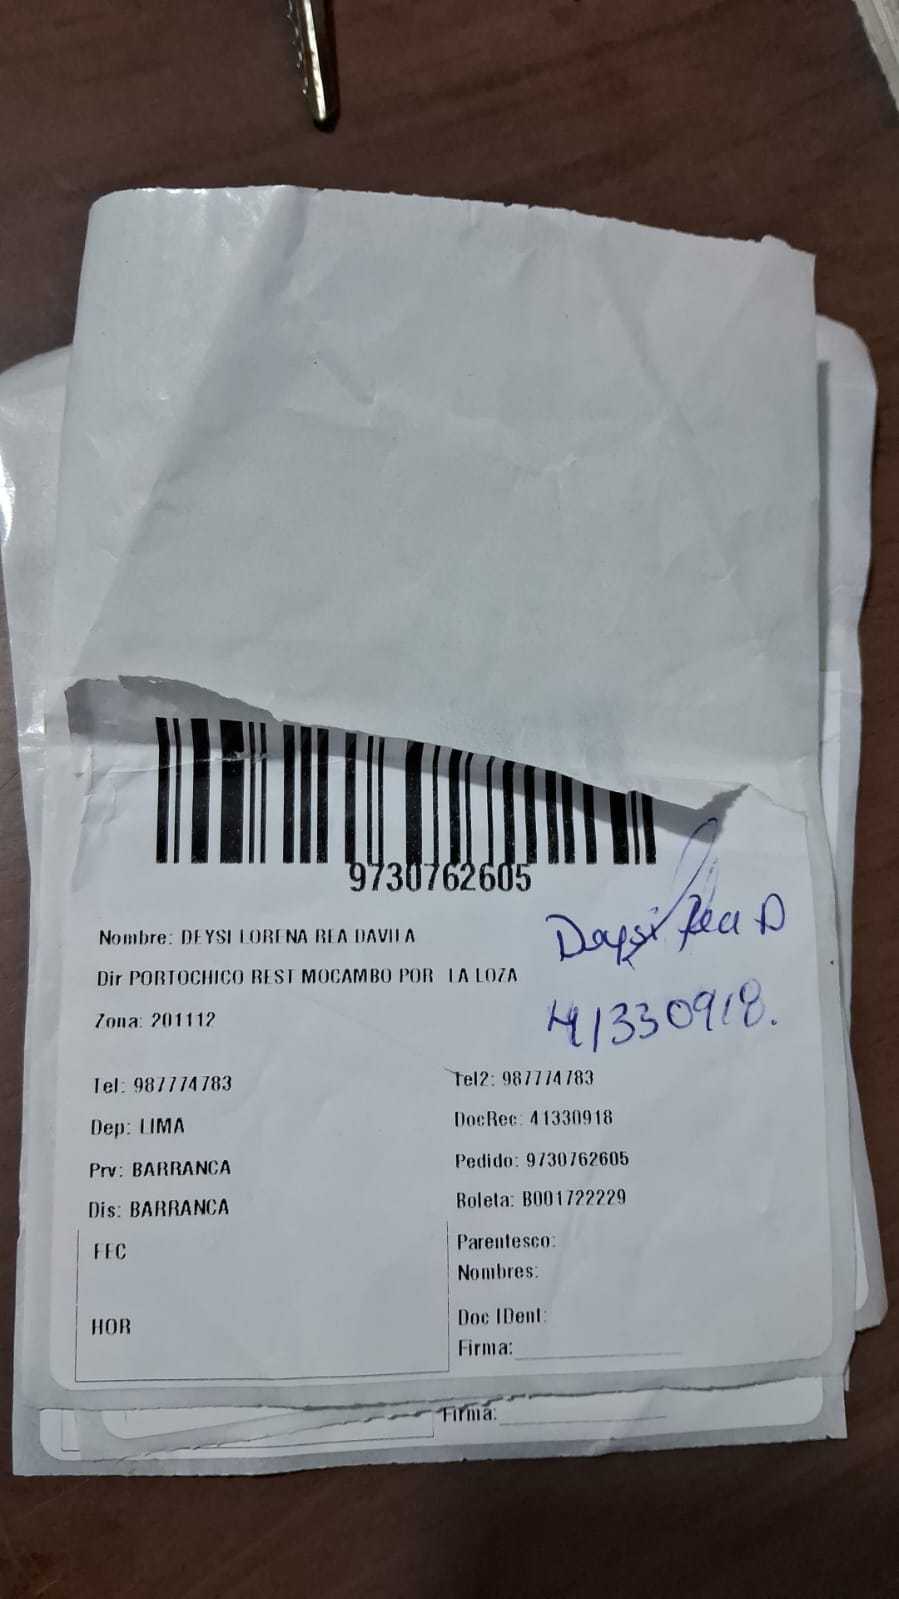 9730762605
Nombre: DEYSI LORENA REA DAVILA
Deysi Rea D
Dir PORTOCHICO REST MOCAMBO POR LA LOZA
41330918.
Zona: 201112
Tel: 987774783
Tel2: 987774783
Dep: LIMA
DocRec: 41330918
Prv: BARRANCA
Pedido: 9730762605
Dis: BARRANCA
Boleta: B001722229
FEC
Parentesco:
Nombres:
HOR
Doc IDent:
Firma:
Firma: